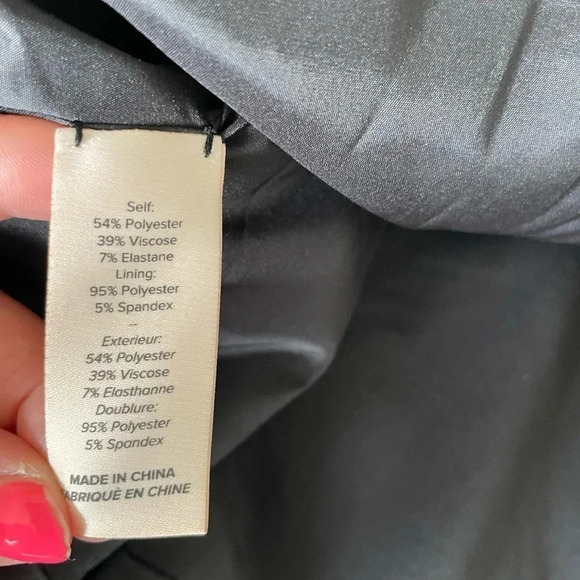 Self:
54% Polyester
39% Viscose
7% Elastane
Lining:
95% Polyester
5% Spandex
--
Exterieur:
54% Polyester
39% Viscose
7% Elasthanne
Doublure:
95% Polyester
5% Spandex
MADE IN CHINA
FABRIQUÈ EN CHINE